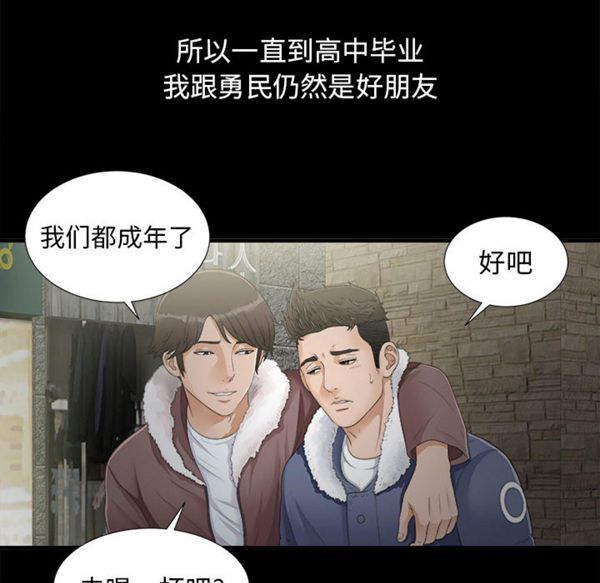 所以一直到高中毕业
我跟勇民仍然是好朋友
我们都成年了
好吧